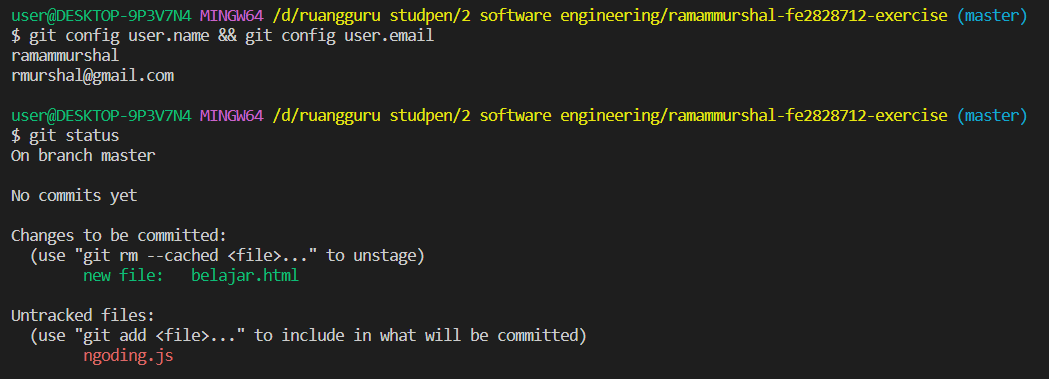 user@DESKTOP-9P3V7N4 MINGW64 /d/ruangguru studpen/2 software engineering/ramammurshal-fe2828712-exercise (master)
$ git config user.name && git config user.email
ramammurshal
rmurshal@gmail.com
user@DESKTOP-9P3V7N4 MINGW64 /d/ruangguru studpen/2 software engineering/ramammurshal-fe2828712-exercise (master)
$ git status
On branch master
No commits yet
Changes to be committed:
  (use "git rm --cached <file>..." to unstage)
        new file:   belajar.html
Untracked files:
  (use "git add <file>..." to include in what will be committed)
        ngoding.js